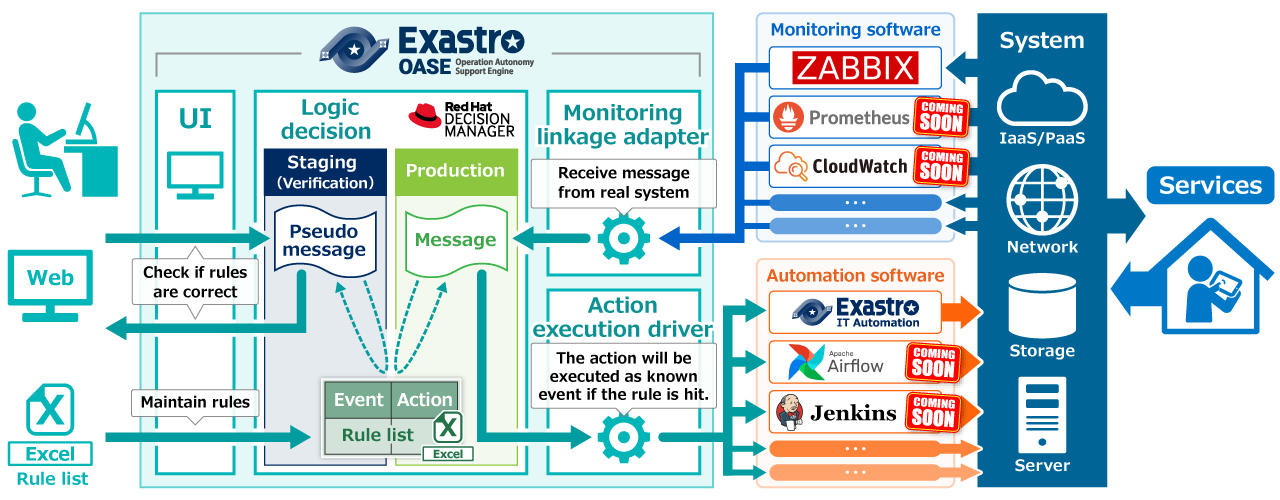 Exastro
OASE
Operation Autonomy
Support Engine
UI
Logic
decision
Red Hat
DECISION
MANAGER
Staging
(Verification)
Production
Pseudo
message
Message
Check if rules
are correct
Maintain rules
Event
Action
Rule list
Excel
Web
Excel
Rule list
Monitoring
linkage adapter
Receive message
from real system
Action
execution driver
The action will be
executed as known
event if the rule is hit.
Monitoring software
ZABBIX
Prometheus
COMING
SOON
CloudWatch
COMING
SOON
...
...
Automation software
Exastro
IT Automation
Apache
Airflow
COMING
SOON
Jenkins
COMING
SOON
...
...
System
IaaS/PaaS
Network
Storage
Server
Services